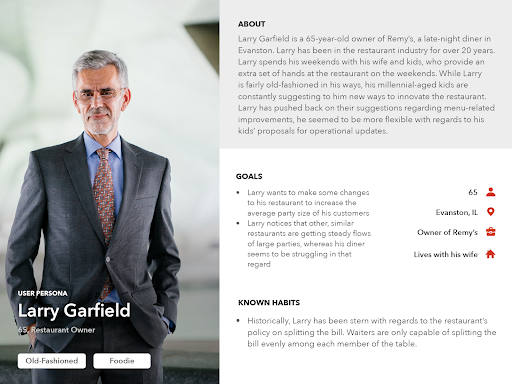 USER PERSONA
Larry Garfield
65, Restaurant Owner
Old-Fashioned
Foodie
ABOUT
Larry Garfield is a 65-year-old owner of Remy's, a late-night diner in
Evanston. Larry has been in the restaurant industry for over 20 years.
Larry spends his weekends with his wife and kids, who provide an
extra set of hands at the restaurant on the weekends. While Larry
is fairly old-fashioned in his ways, his millennial-aged kids are
constantly suggesting to him new ways to innovate the restaurant.
Larry has pushed back on their suggestions regarding menu-related
improvements, he seemed to be more flexible with regards to his
kids' proposals for operational updates.
GOALS
• Larry wants to make some changes
to his restaurant to increase the
average party size of his customers
• Larry notices that other, similar
restaurants are getting steady flows
of large parties, whereas his diner
seems to be struggling in that
regard
65
Evanston, IL
Owner of Remy's
Lives with his wife
KNOWN HABITS
• Historically, Larry has been stern with regards to the restaurant's
policy on splitting the bill. Waiters are only capable of splitting the
bill evenly among each member of the table.